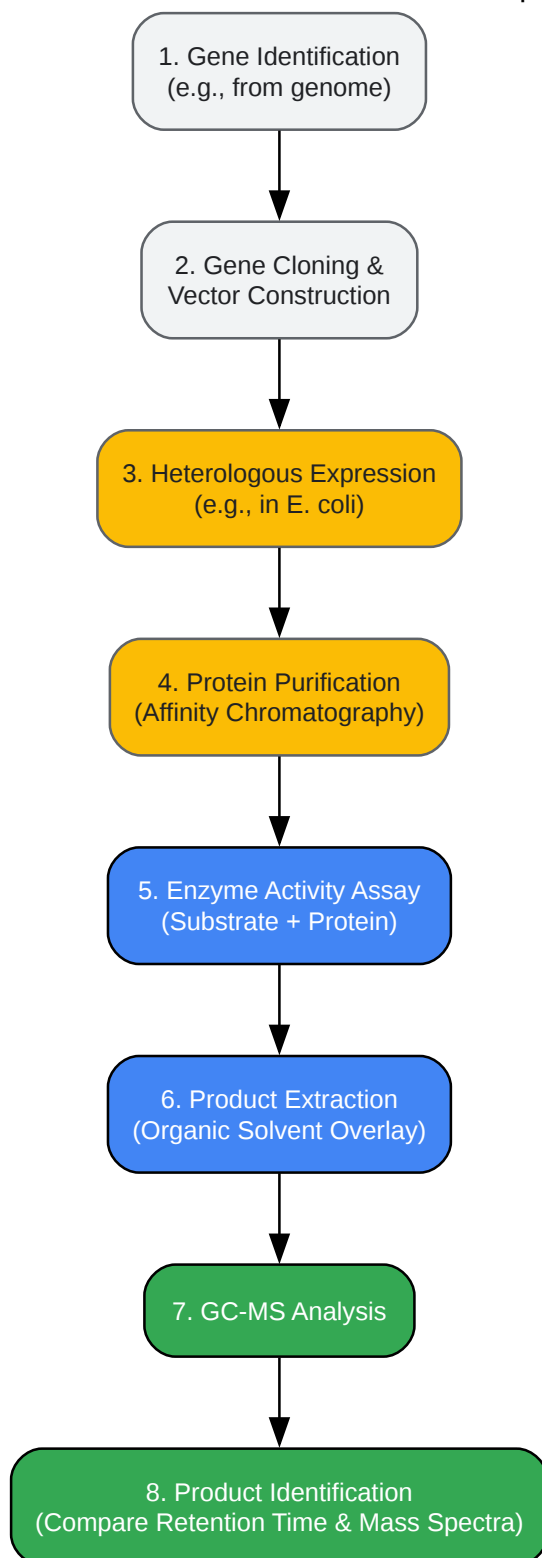 1. Gene Identification
(e.g., from genome)
2. Gene Cloning &
Vector Construction
3. Heterologous Expression
(e.g., in E. coli)
4. Protein Purification
(Affinity Chromatography)
5. Enzyme Activity Assay
(Substrate + Protein)
6. Product Extraction
(Organic Solvent Overlay)
7. GC-MS Analysis
8. Product Identification
(Compare Retention Time & Mass Spectra)